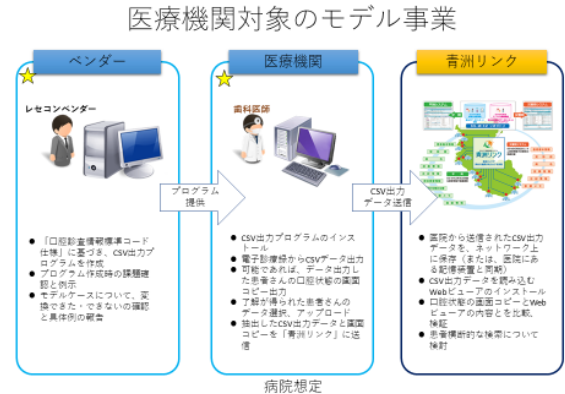 医療機関対象のモデル事業
ベンダー
医療機関
青洲リンク
レセコンベンダー
歯科医師
青洲リンク
プログラム
提供
CSV出力
データ送信
● 「口腔診査情報標準コード
仕様」に基づき、CSV出力プ
ログラムを作成
● プログラム作成時の課題確
認と例示
● モデルケースについて、変
換できた・できないの確認
と具体例の報告
● CSV出力プログラムのインス
トール
● 電子診療録からCSVデータ出力
● 可能であれば、データ出力し
た患者さんの口腔状態の画面
コピー出力
● 了解が得られた患者さんの
データ選択、アップロード
● 抽出したCSV出力データと画面
コピーを「青洲リンク」に送
信
● 医院から送信されたCSV出力
データを、ネットワーク上
に保存(または、医院にあ
る記憶装置と同期)
● CSV出力データを読み込む
Webビューアのインストール
● 口腔状態の画面コピーとWeb
ビューアの内容とを比較、
検証
● 患者横断的な検索について
検討
病院想定